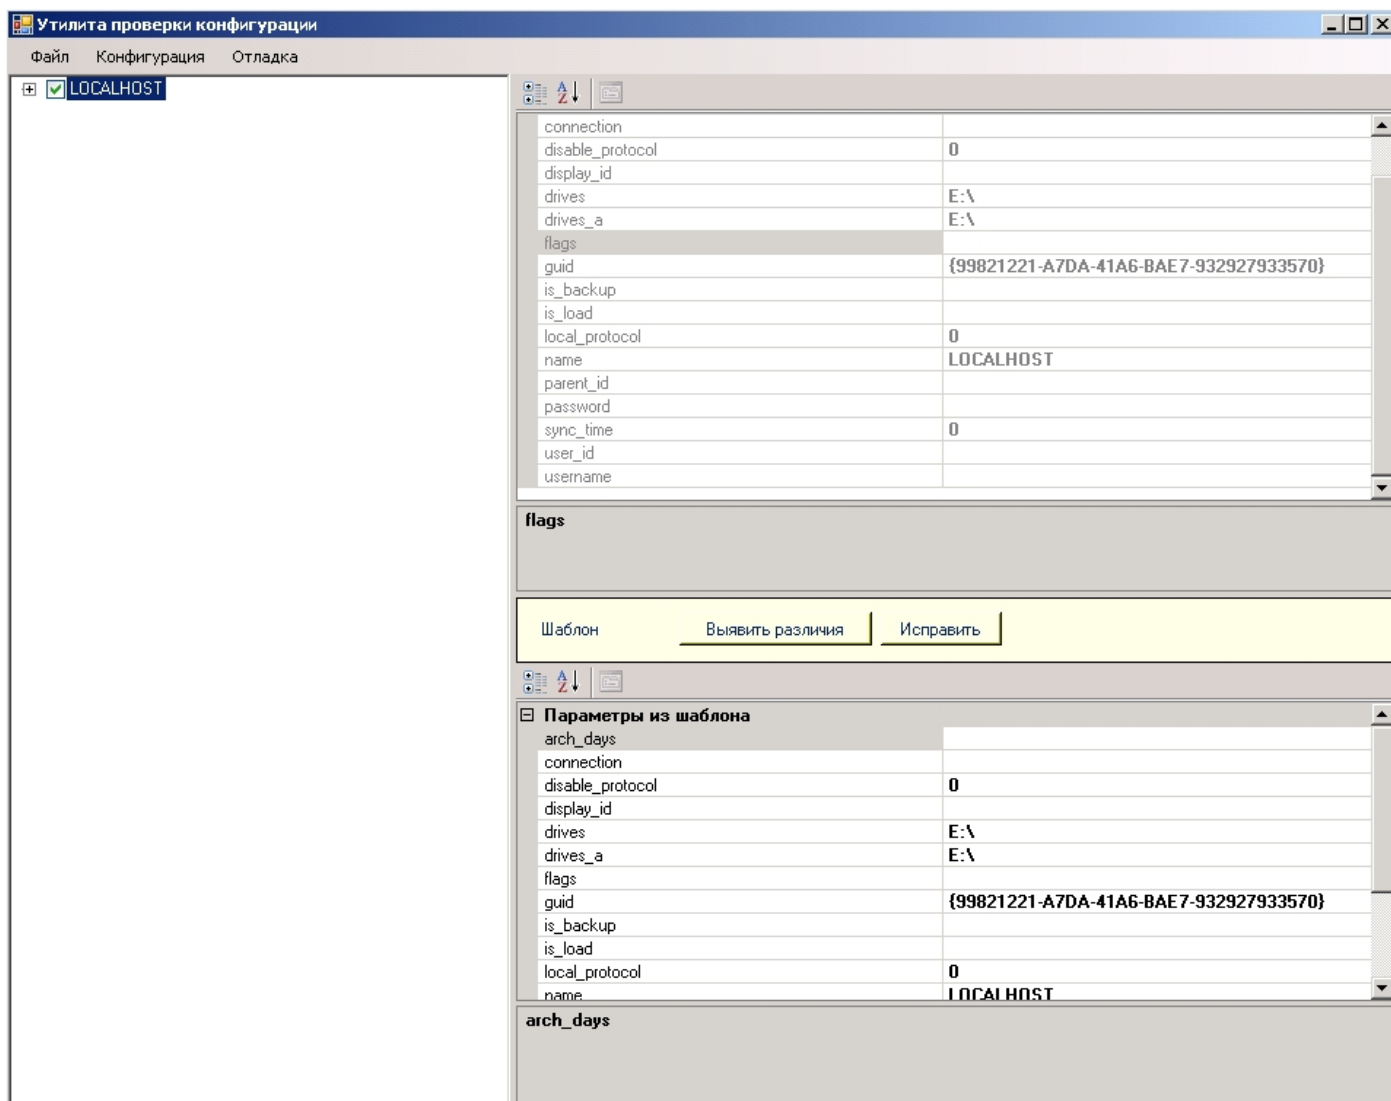 Утилита проверки конфигурации
Файл Конфигурация Отладка
LOCALHOST
connection
disable_protocol 0
display_id
drives E:\
drives_a E:\
flags
guid {99821221-A7DA-41A6-BAE7-932927933570}
is_backup
is_load
local_protocol 0
name LOCALHOST
parent_id
password
sync_time 0
user_id
username
flags
Шаблон Выявить различия Исправить
Параметры из шаблона
arch_days
connection
disable_protocol 0
display_id
drives E:\
drives_a E:\
flags
guid {99821221-A7DA-41A6-BAE7-932927933570}
is_backup
is_load
local_protocol 0
name LOCALHOST
arch_days